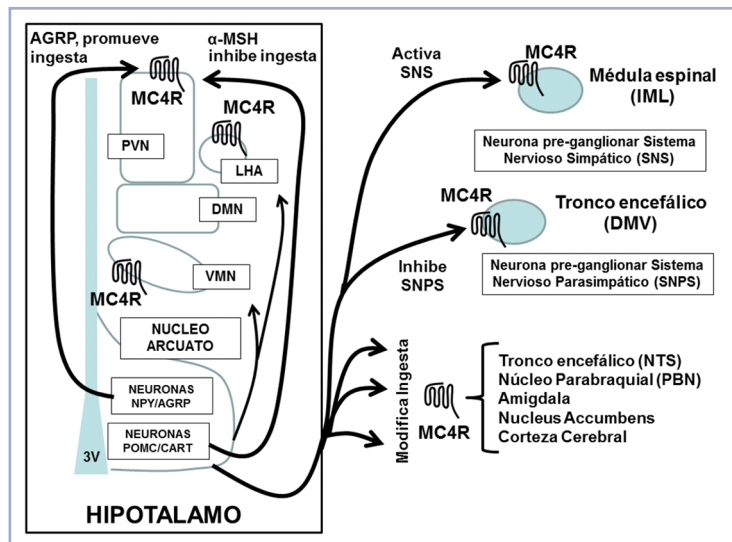 AGRP, promueve
ingesta
α-MSH
inhibe ingesta
MC4R
MC4R
PVN
LHA
DMN
VMN
MC4R
NUCLEO
ARCUATO
NEURONAS
NPY/AGRP
NEURONAS
POMC/CART
3V
HIPOTALAMO
Activa
SNS
MC4R
Médula espinal
(IML)
Neurona pre-ganglionar Sistema
Nervioso Simpático (SNS)
MC4R
Tronco encefálico
(DMV)
Inhibe
SNPS
Neurona pre-ganglionar Sistema
Nervioso Parasimpático (SNPS)
Modifica Ingesta
MC4R
Tronco encefálico (NTS)
Núcleo Parabraquial (PBN)
Amigdala
Nucleus Accumbens
Corteza Cerebral